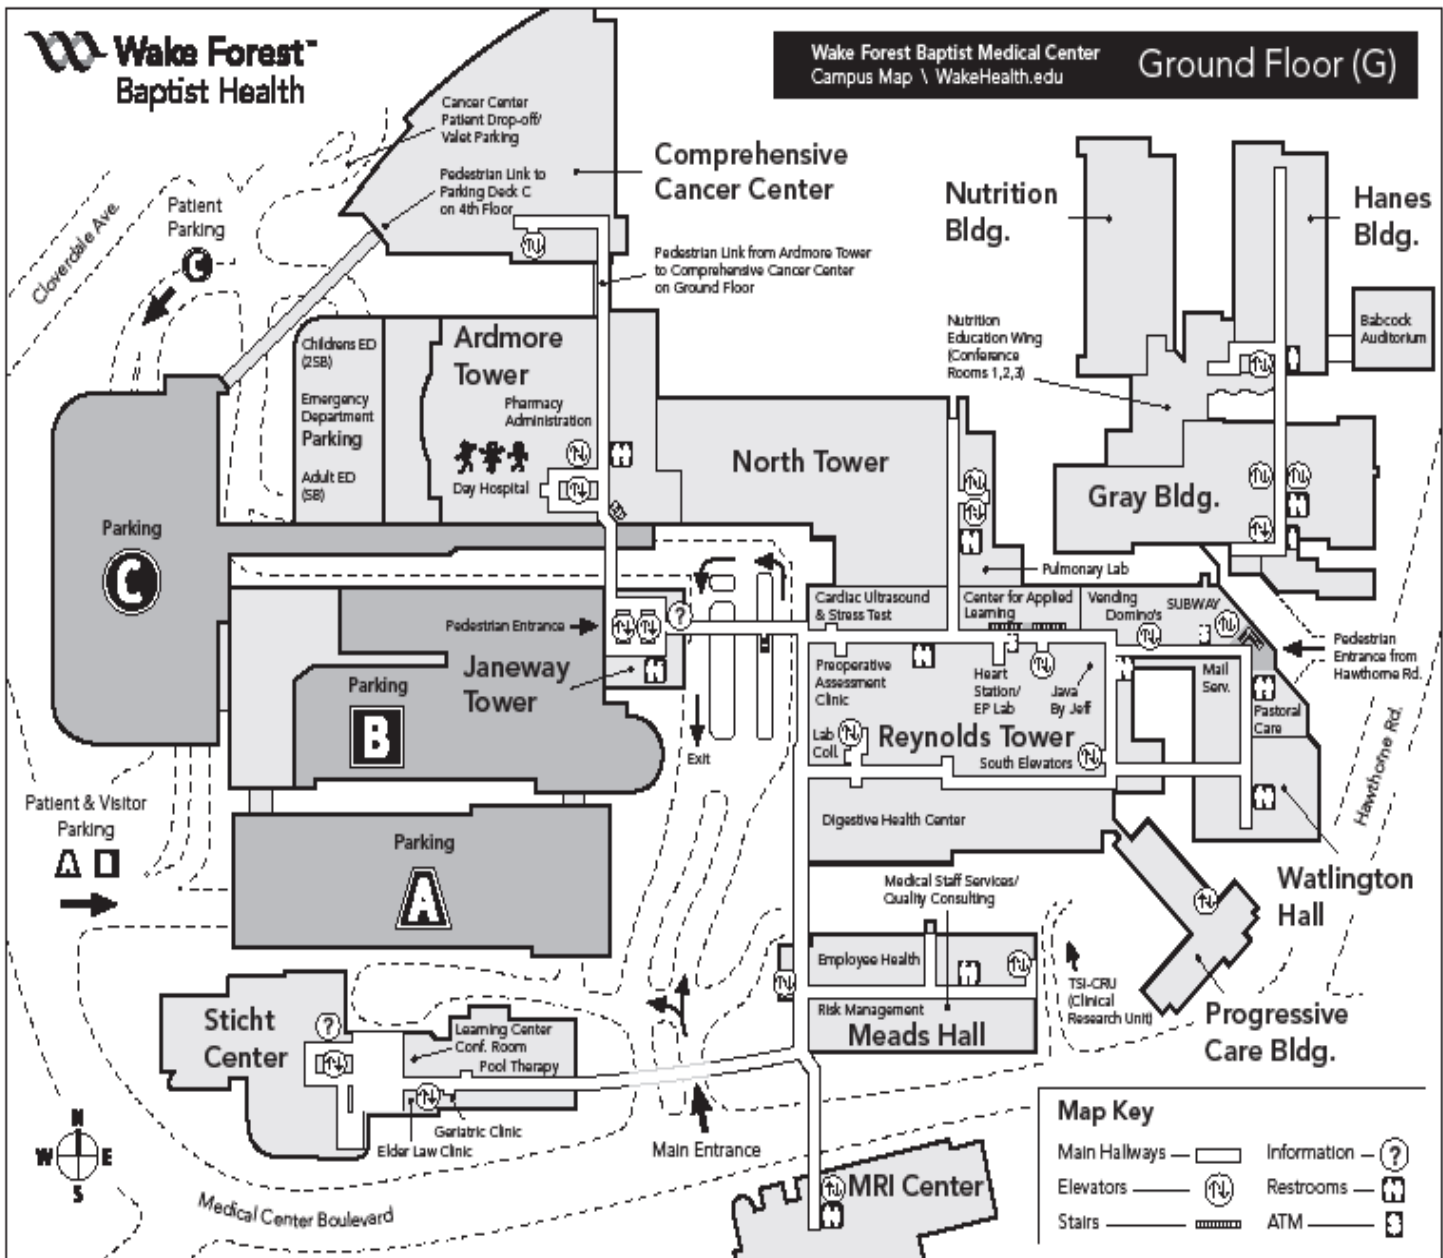 Wake Forest™
Baptist Health
Wake Forest Baptist Medical Center
Campus Map \ WakeHealth.edu
Ground Floor (G)
Cancer Center
Patient Drop-off/
Valet Parking
Pedestrian Link to
Parking Deck C
on 4th Floor
Comprehensive
Cancer Center
Nutrition
Bldg.
Hanes
Bldg.
Cloverdale Ave.
Patient
Parking
C
Pedestrian Link from Ardmore Tower
to Comprehensive Cancer Center
on Ground Floor
Nutrition
Education Wing
(Conference
Rooms 1,2,3)
Babcock
Auditorium
Childrens ED
(2SB)
Emergency
Department
Parking
Adult ED
(SB)
Ardmore
Tower
Pharmacy
Administration
Day Hospital
North Tower
Gray Bldg.
Parking
C
Pulmonary Lab
Cardiac Ultrasound
& Stress Test
Center for Applied
Learning
Vending
Domino's
SUBWAY
Pedestrian Entrance
?
Janeway
Tower
Pedestrian
Entrance from
Hawthorne Rd.
Preoperative
Assessment
Clinic
Heart
Station/
EP Lab
Java
By Jeff
Mail
Serv.
Pastoral
Care
Parking
B
Lab
Coll.
Reynolds Tower
South Elevators
Exit
Hawthorne Rd.
Patient & Visitor
Parking
A
Parking
A
Digestive Health Center
Medical Staff Services/
Quality Consulting
Watlington
Hall
Employee Health
Risk Management
Meads Hall
TSI-CRU
(Clinical
Research Unit)
Progressive
Care Bldg.
Sticht
Center
?
Learning Center
Conf. Room
Pool Therapy
Geriatric Clinic
Elder Law Clinic
Main Entrance
MRI Center
Medical Center Boulevard
N
W E
S
Map Key
Main Hallways
Information
?
Elevators
Restrooms
Stairs
ATM